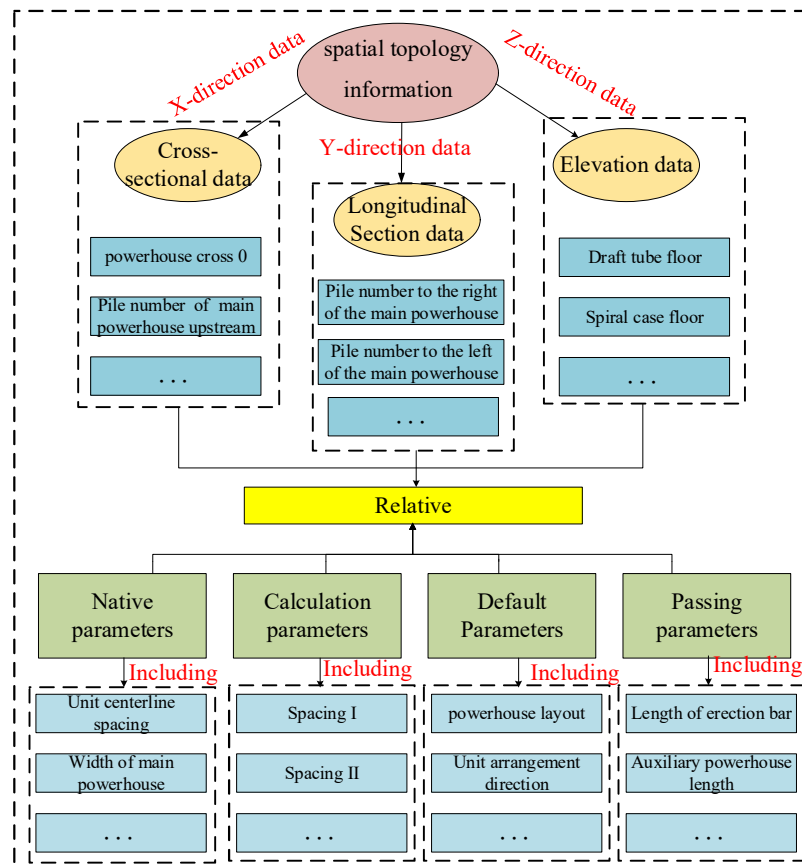 spatial topology
information
X-direction data
Z-direction data
Y-direction data
Cross-
sectional data
powerhouse cross 0
Pile number of main
powerhouse upstream
. . .
Longitudinal
Section data
Pile number to the right
of the main powerhouse
Pile number to the left
of the main powerhouse
. . .
Elevation data
Draft tube floor
Spiral case floor
. . .
Relative
Native
parameters
Calculation
parameters
Default
Parameters
Passing
parameters
Including
Including
Including
Including
Unit centerline
spacing
Width of main
powerhouse
. . .
Spacing I
Spacing II
. . .
powerhouse layout
Unit arrangement
direction
. . .
Length of erection bar
Auxiliary powerhouse
length
. . .